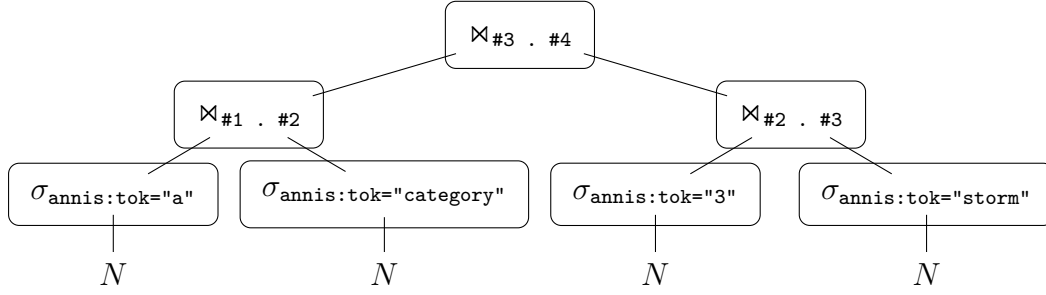 ⋈#3 . #4
⋈#1 . #2 ⋈#2 . #3
σannis:tok="a" σannis:tok="category" σannis:tok="3" σannis:tok="storm"
N N N N